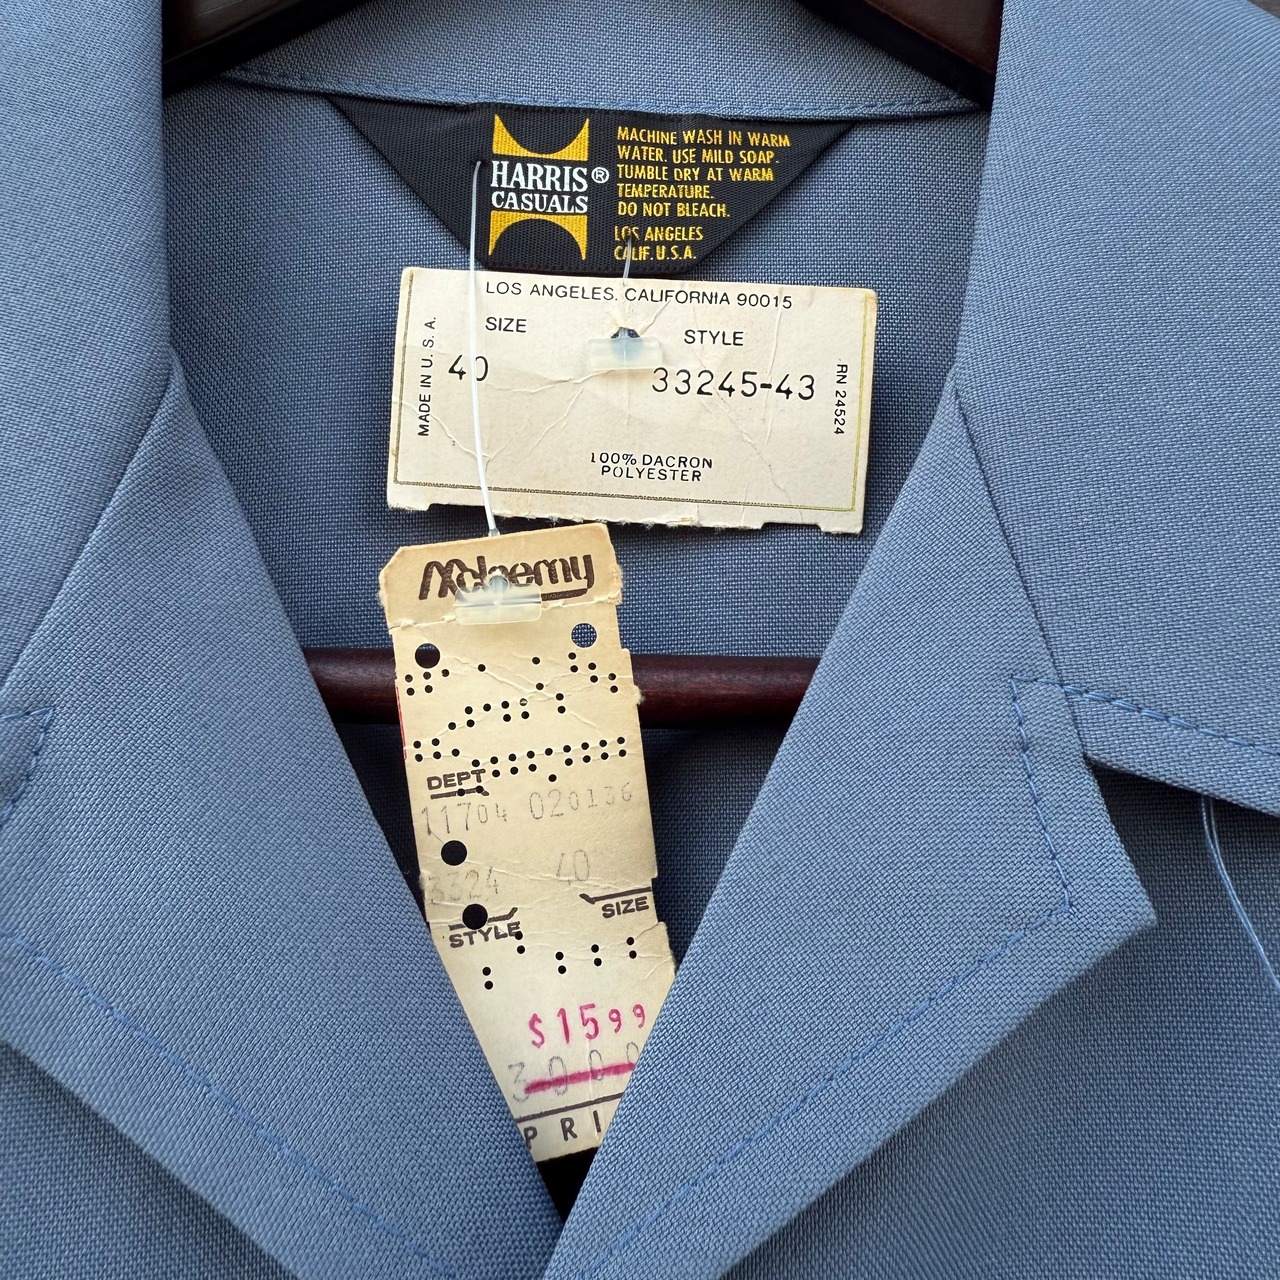 HARRIS®
CASUALS
MACHINE WASH IN WARM
WATER. USE MILD SOAP.
TUMBLE DRY AT WARM
TEMPERATURE.
DO NOT BLEACH.
LOS ANGELES
CALIF. U.S.A.
LOS ANGELES, CALIFORNIA 90015
SIZE
STYLE
MADE IN U. S. A.
40
33245-43
RN 24524
100% DACRON
POLYESTER
DEPT
11704 020136
3324 40
SIZE
STYLE
$15 99
3000